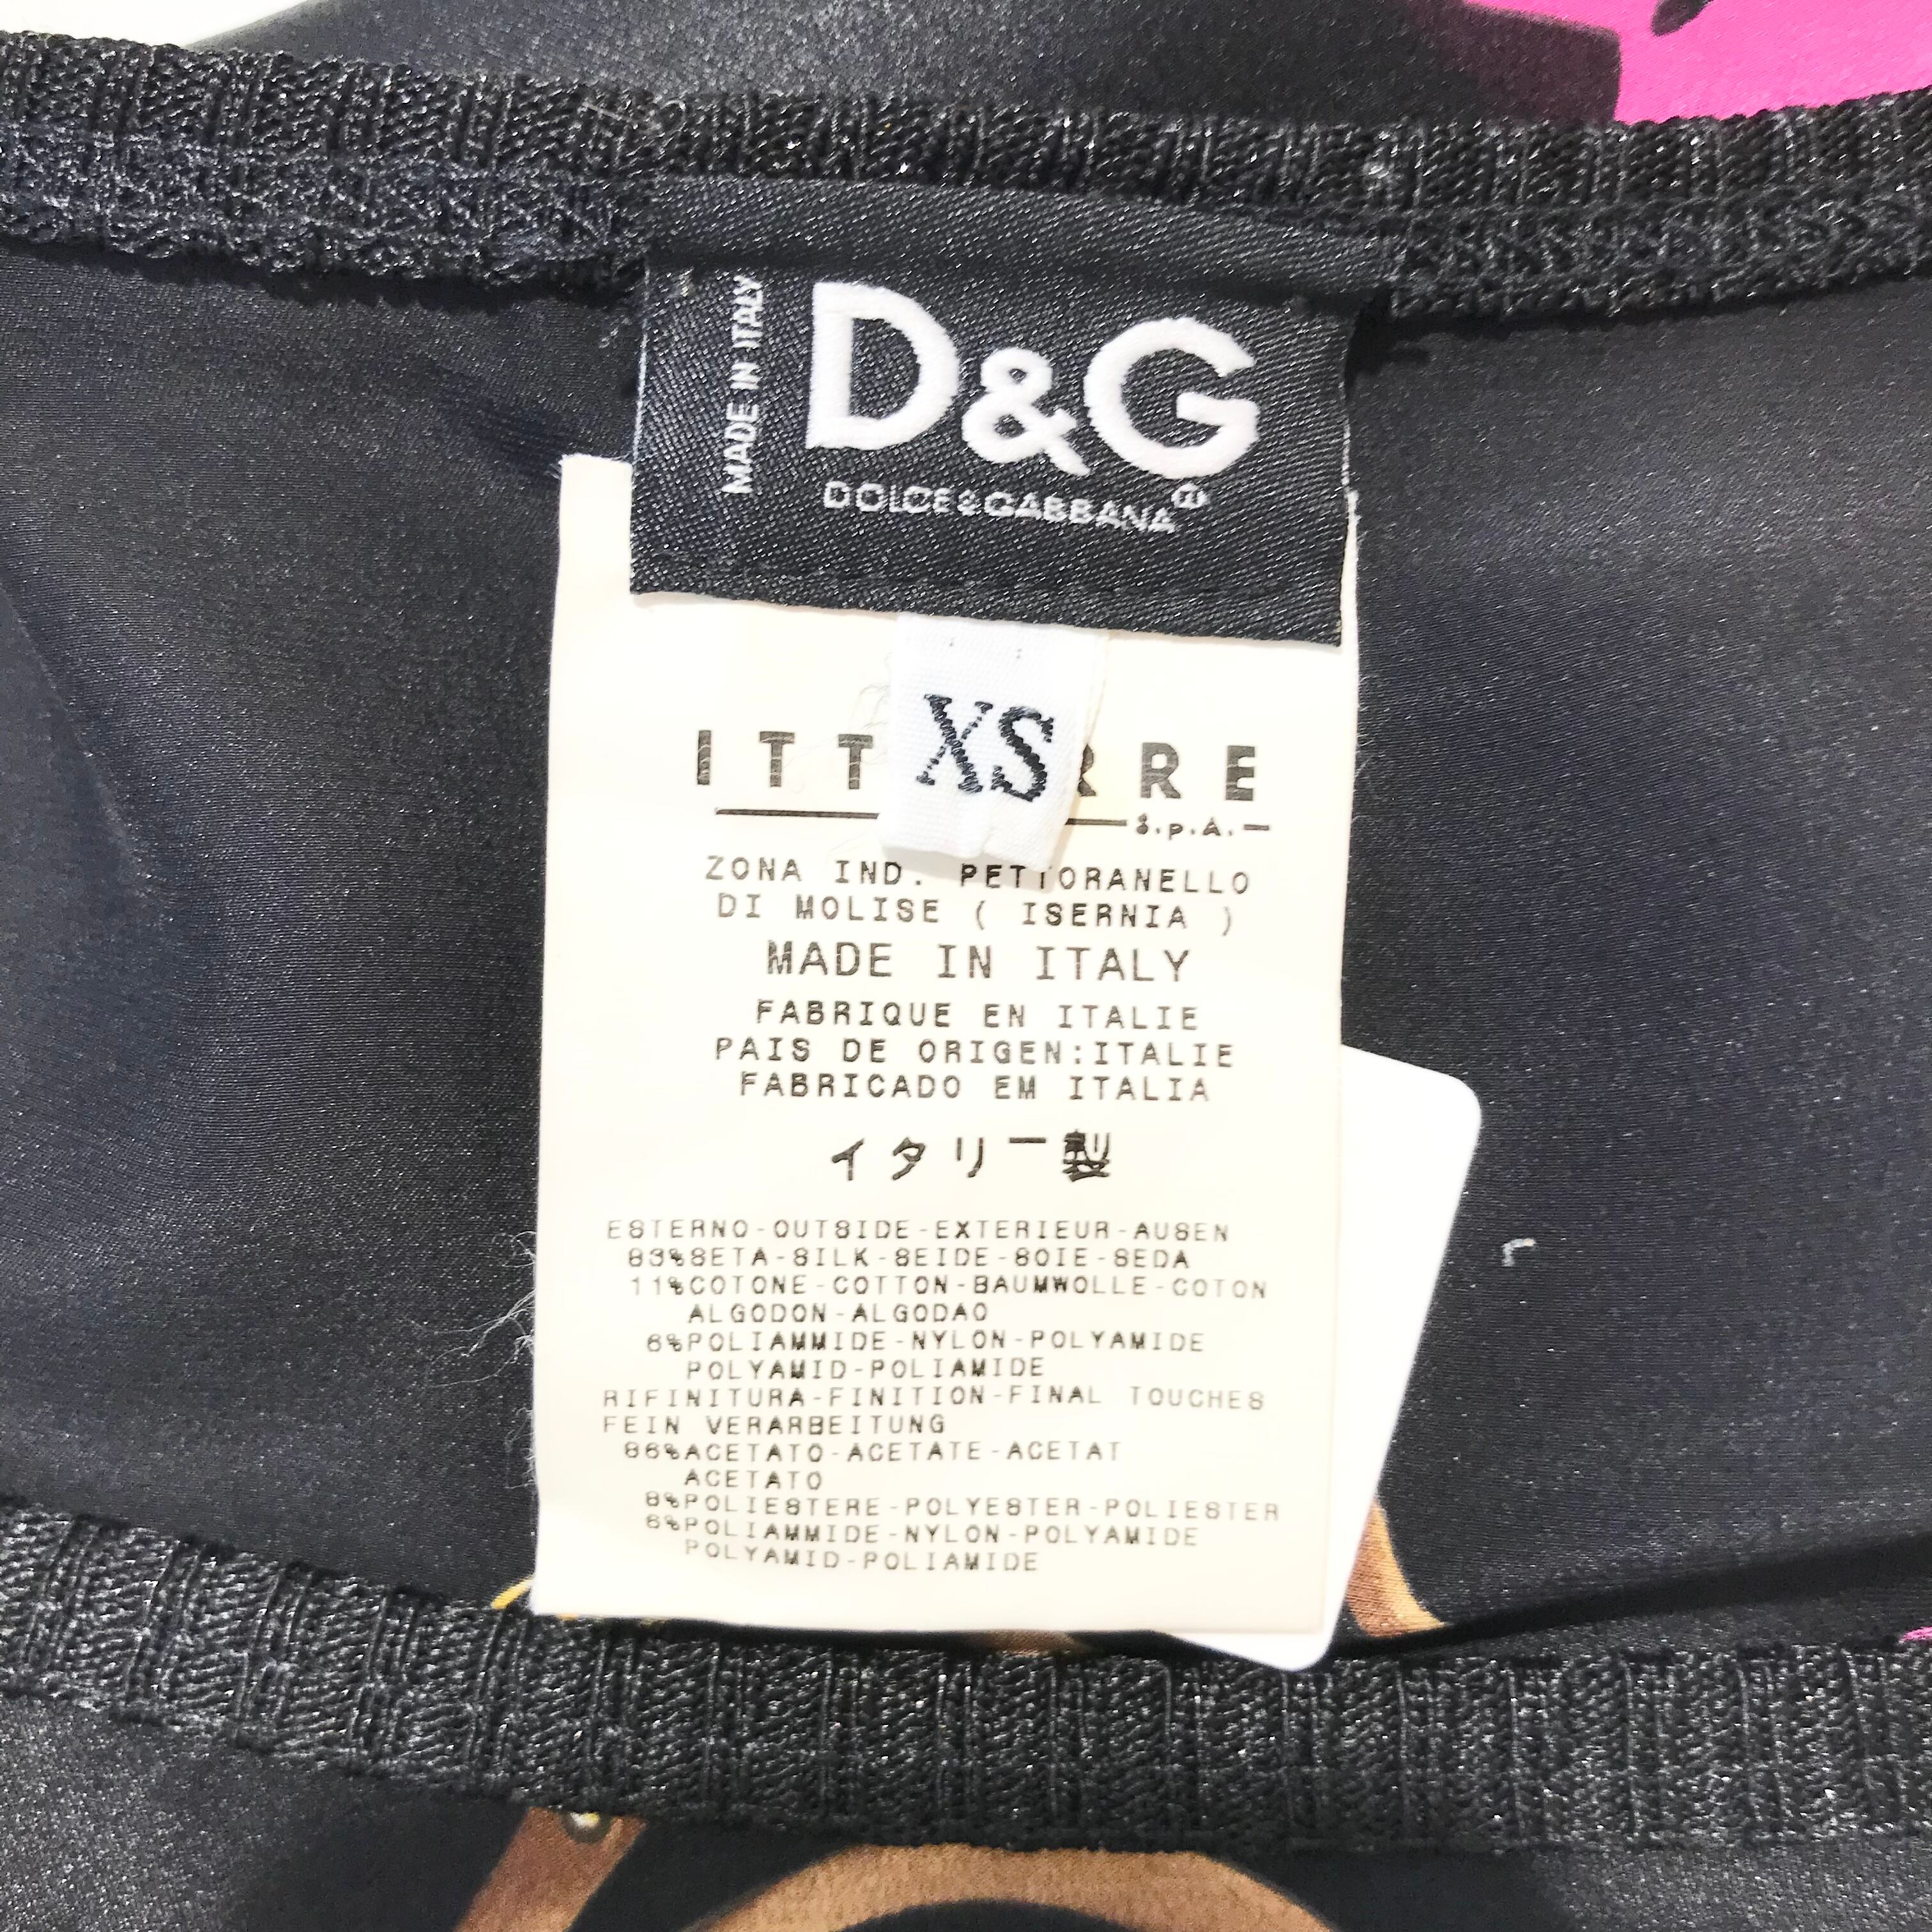 MADE IN ITALY
D&G
DOLCE&GABBANA
XS
ITT RRE
S.p.A.
ZONA IND. PETTORANELLO
DI MOLISE ( ISERNIA )
MADE IN ITALY
FABRIQUE EN ITALIE
PAIS DE ORIGEN:ITALIE
FABRICADO EM ITALIA
イタリー製
ESTERNO-OUTSIDE-EXTERIEUR-AUSEN
83%SETA-SILK-SEIDE-SOIE-SEDA
11%COTONE-COTTON-BAUMWOLLE-COTON
ALGODON-ALGODAO
6%POLIAMMIDE-NYLON-POLYAMIDE
POLYAMID-POLIAMIDE
RIFINITURA-FINITION-FINAL TOUCHES
FEIN VERARBEITUNG
86%ACETATO-ACETATE-ACETAT
ACETATO
8%POLIESTERE-POLYESTER-POLIESTER
6%POLIAMMIDE-NYLON-POLYAMIDE
POLYAMID-POLIAMIDE